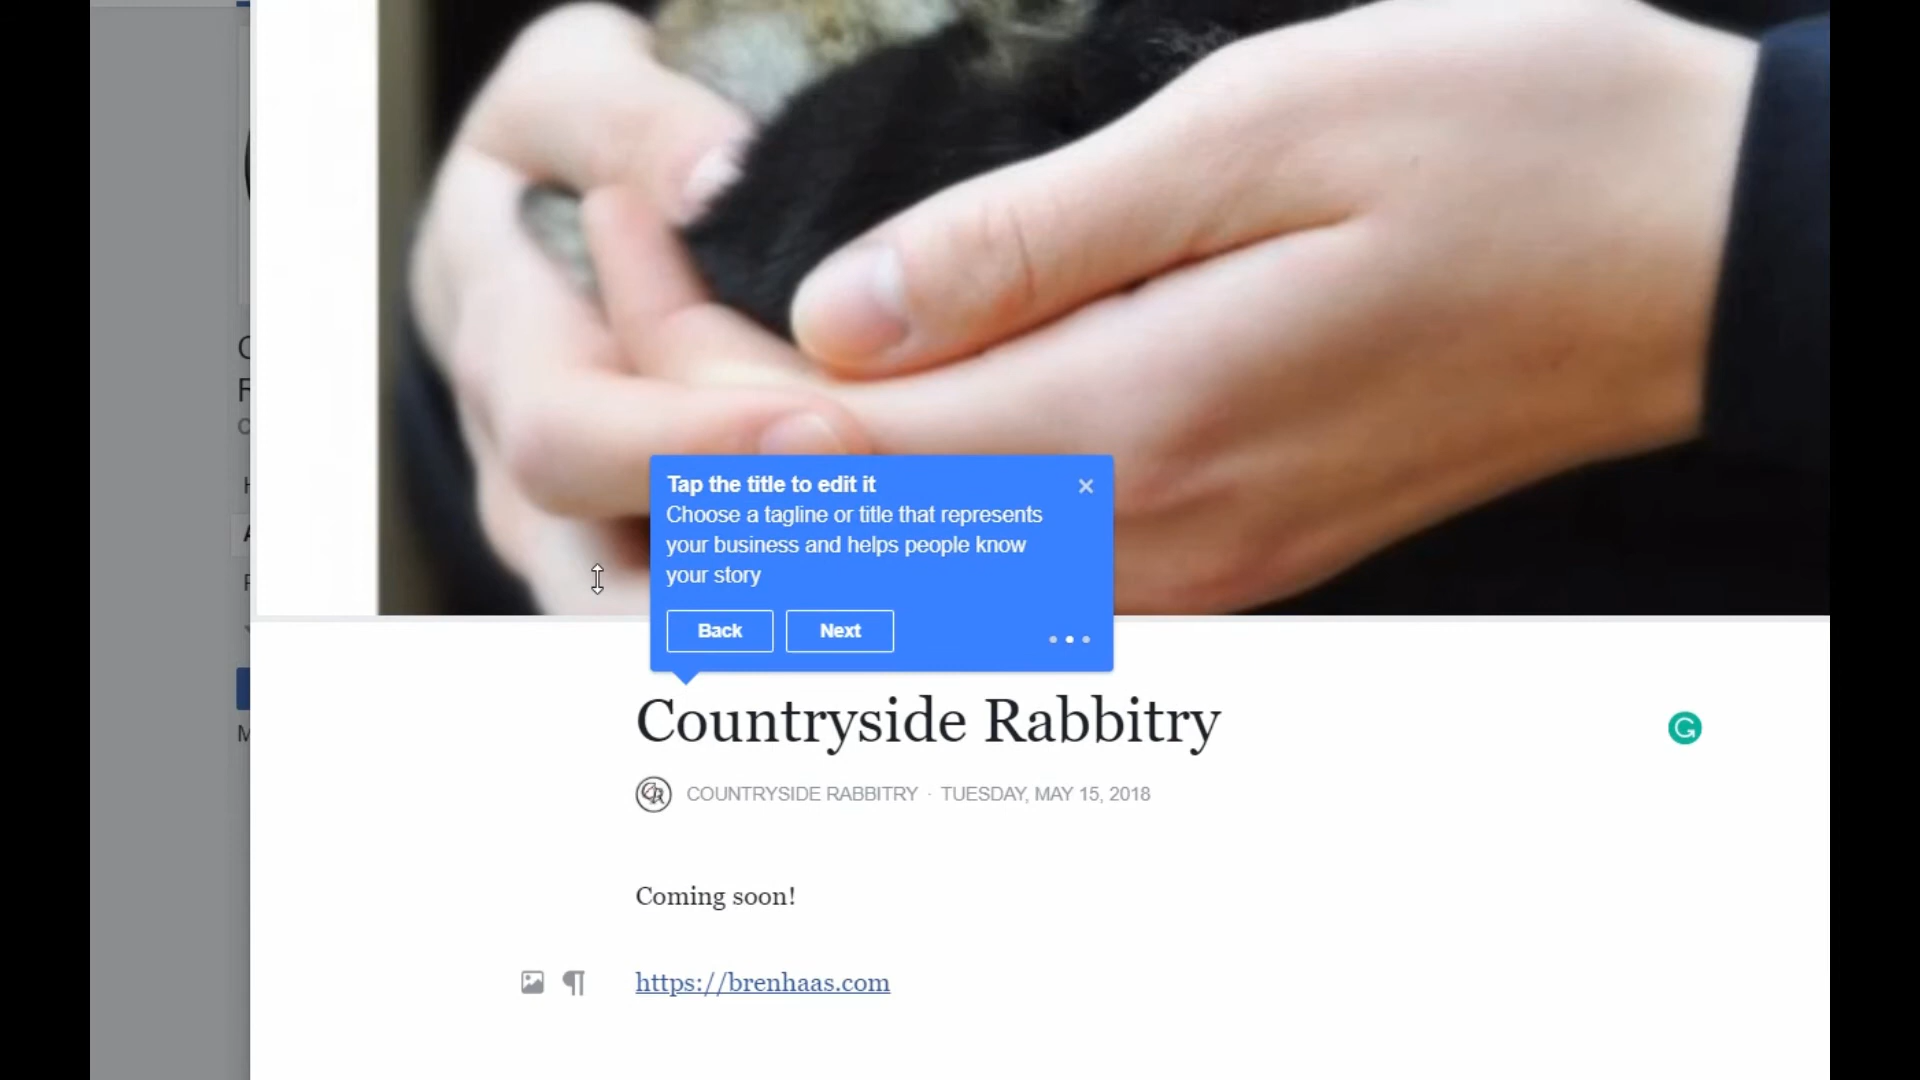 Tap the title to edit it
Choose a tagline or title that represents
your business and helps people know
your story
Back Next
Countryside Rabbitry
COUNTRYSIDE RABBITRY · TUESDAY, MAY 15, 2018
Coming soon!
https://brenhaas.com